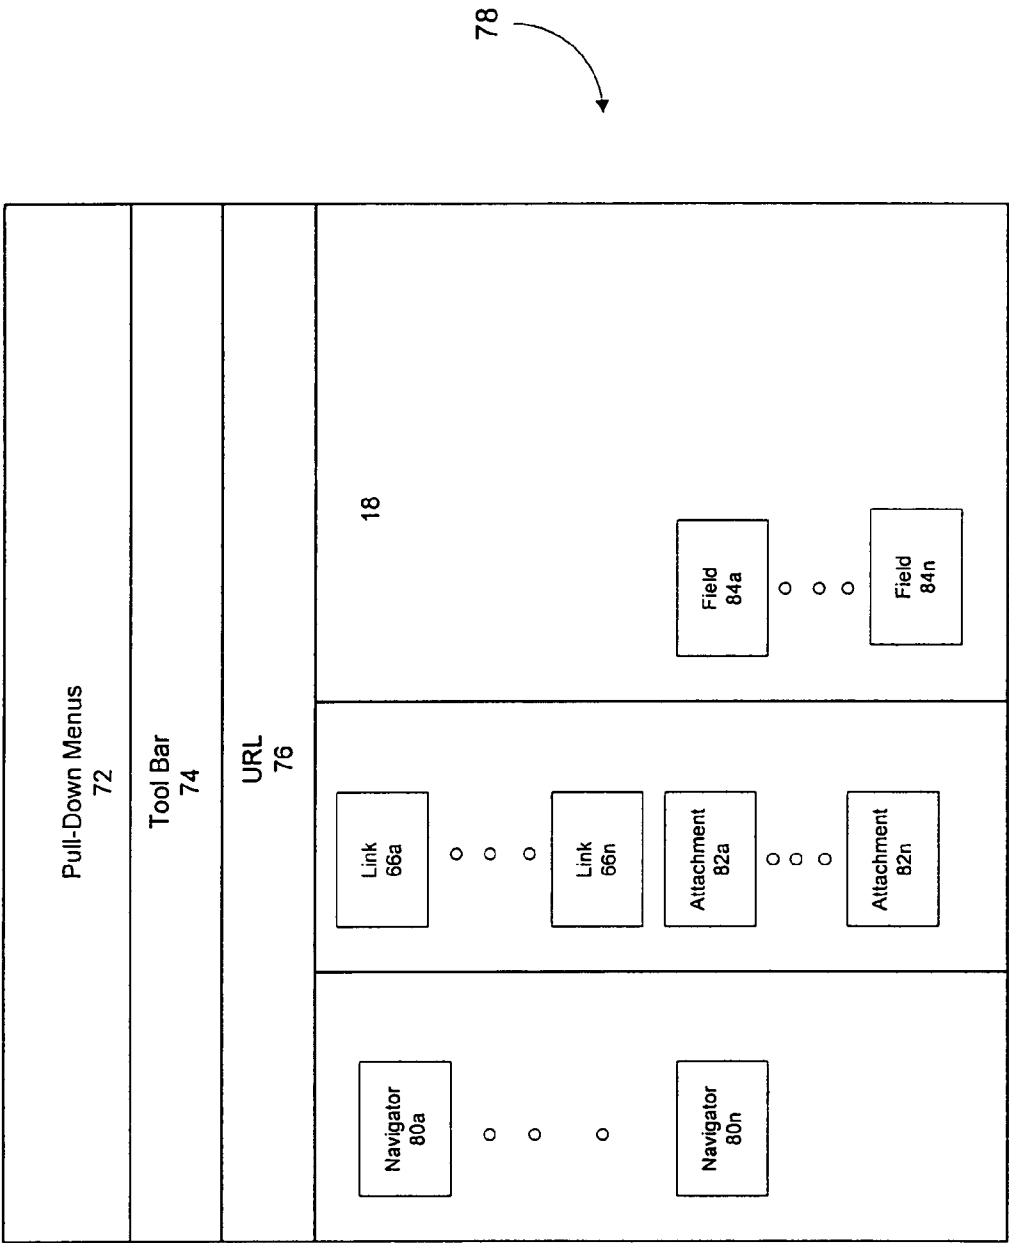 Pull-Down Menus
72
Tool Bar
74
URL
76
Navigator
80a
Navigator
80n
Link
66a
Link
66n
Attachment
82a
Attachment
82n
18
Field
84a
Field
84n
78